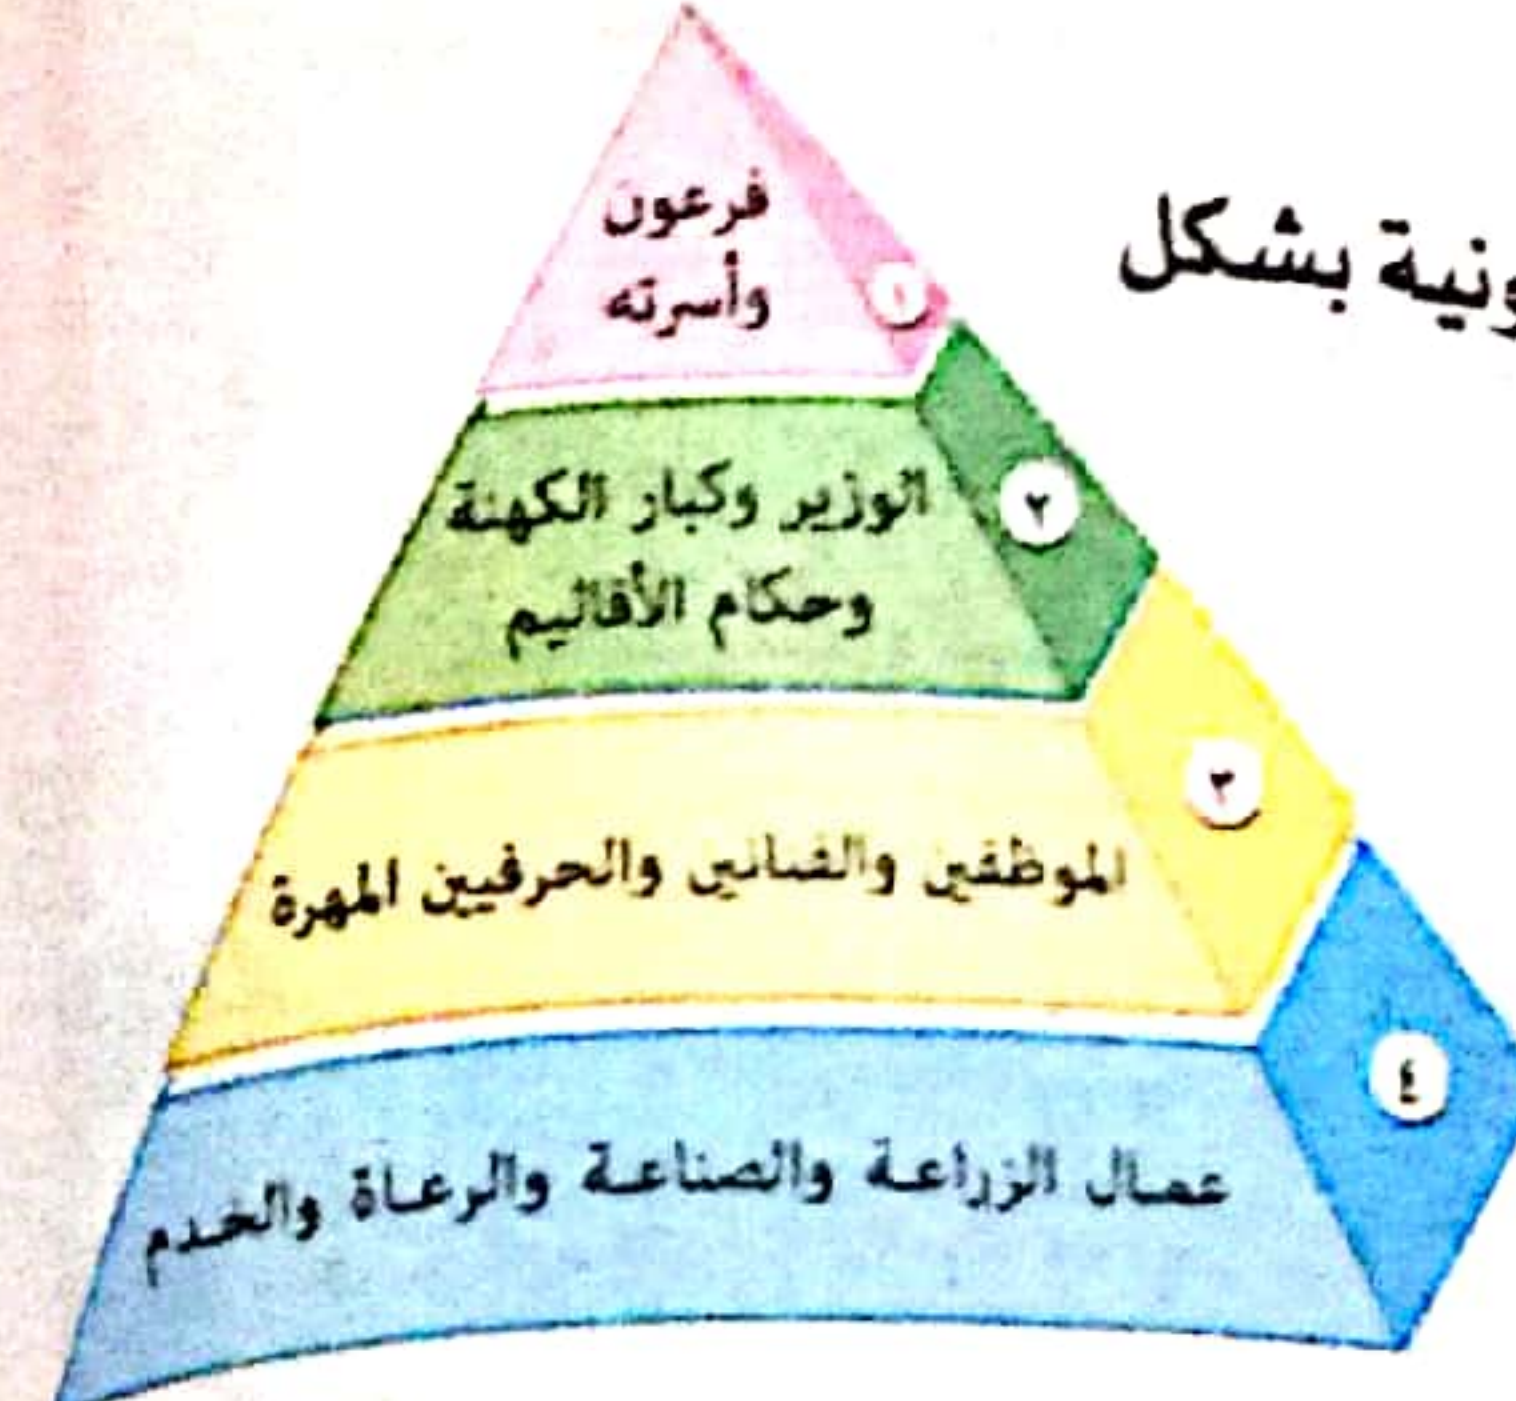 بشكل
فرعون
وأسرته
١
الوزير وكبار الكهنة
وحكام الأقاليم
٢
الموظفين والفنانين والحرفيين المهرة
٣
عمال الزراعة والصناعة والرعاة والخدم
٤